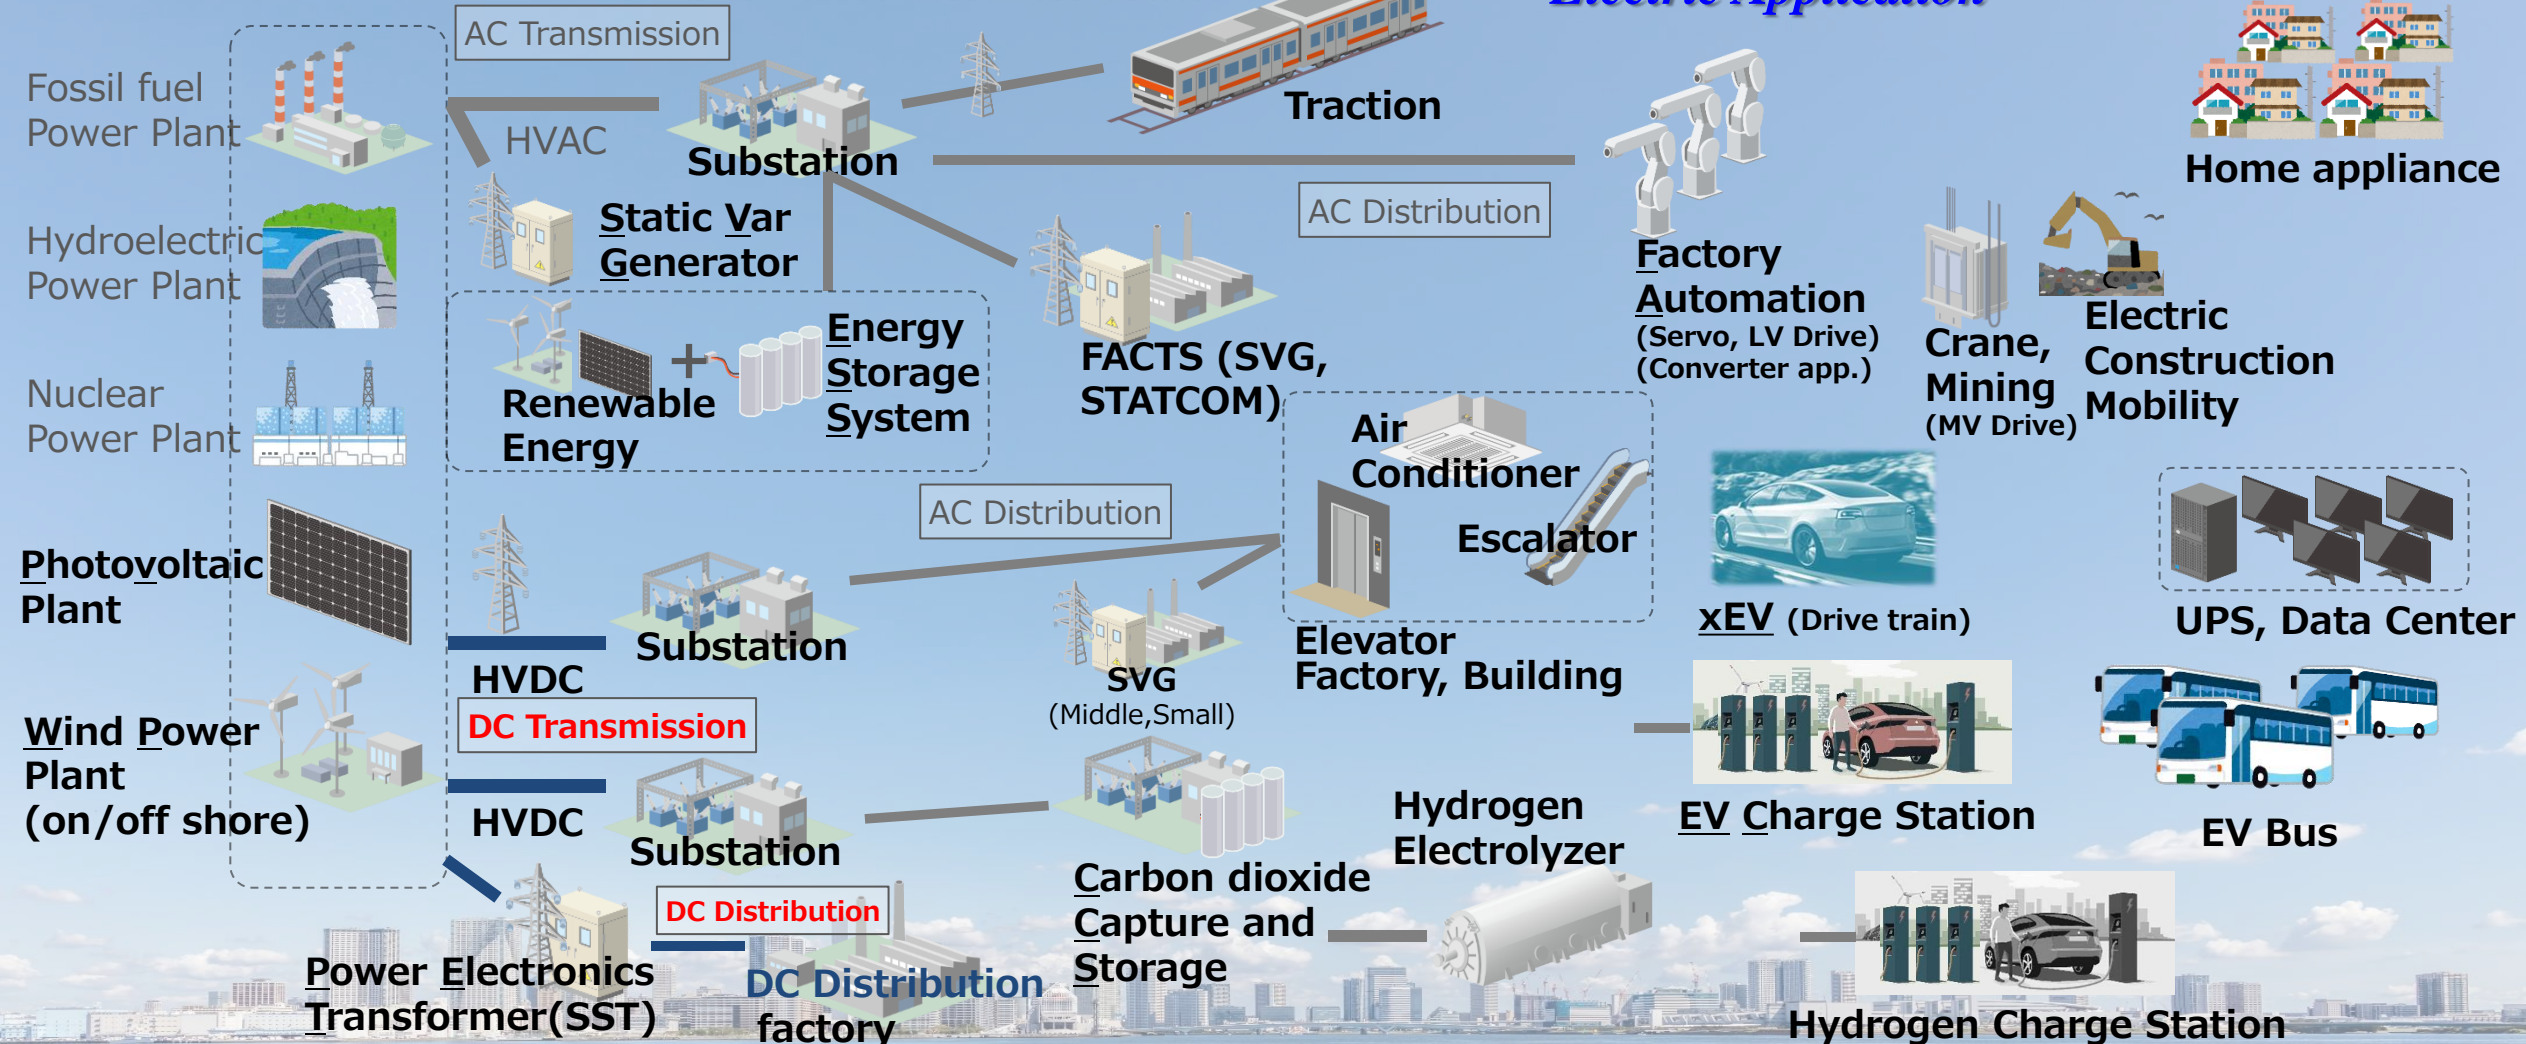 Electric Application
AC Transmission
Fossil fuel
Power Plant
HVAC
Substation
Traction
Home appliance
Hydroelectric
Power Plant
Static Var
Generator
AC Distribution
Factory
Automation
(Servo, LV Drive)
(Converter app.)
Crane,
Mining
(MV Drive)
Electric
Construction
Mobility
Nuclear
Power Plant
Renewable
Energy
+
Energy
Storage
System
FACTS (SVG,
STATCOM)
Air
Conditioner
Escalator
Elevator
Factory, Building
AC Distribution
Photovoltaic
Plant
HVDC
Substation
DC Transmission
SVG
(Middle,Small)
xEV (Drive train)
UPS, Data Center
Wind Power
Plant
(on/off shore)
HVDC
Substation
Hydrogen
Electrolyzer
EV Charge Station
EV Bus
Carbon dioxide
Capture and
Storage
DC Distribution
Power Electronics
Transformer(SST)
DC Distribution
factory
Hydrogen Charge Station